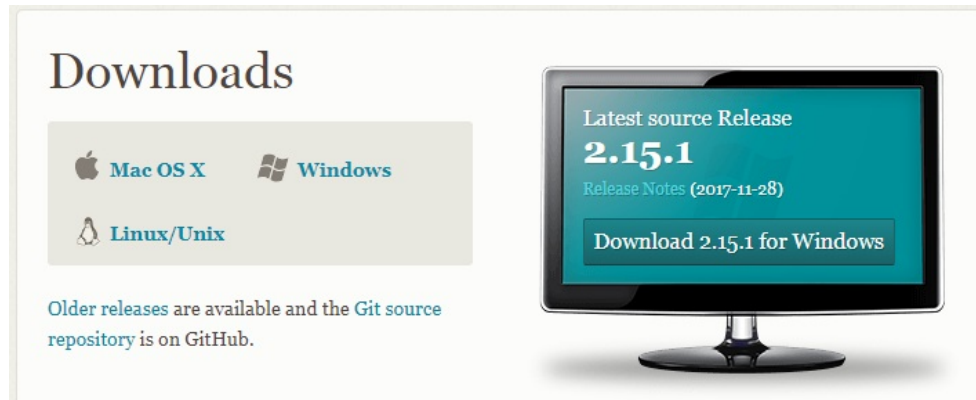 Downloads
Mac OS X
Windows
Linux/Unix
Older releases are available and the Git source
repository is on GitHub.
Latest source Release
2.15.1
Release Notes (2017-11-28)
Download 2.15.1 for Windows